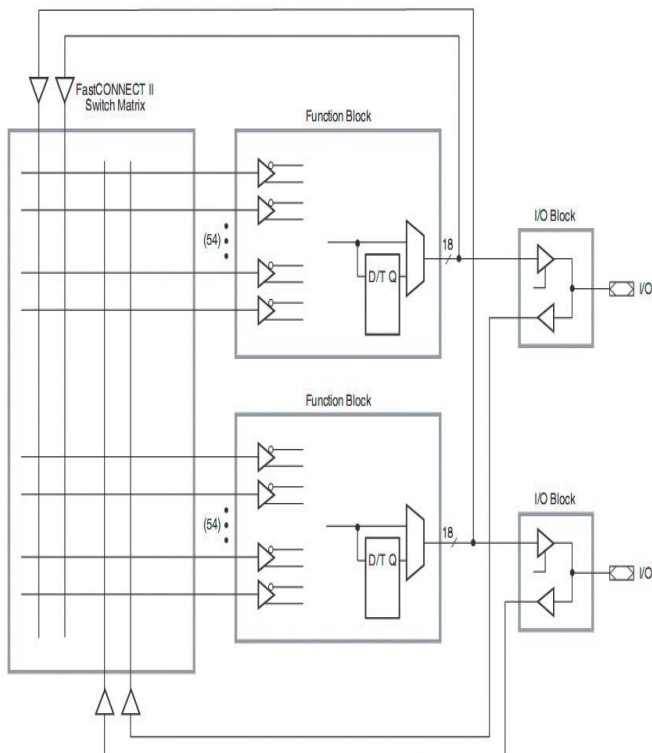 FastCONNECT II
Switch Matrix
Function Block
(54)
D/T Q
18
I/O Block
I/O
Function Block
(54)
D/T Q
18
I/O Block
I/O